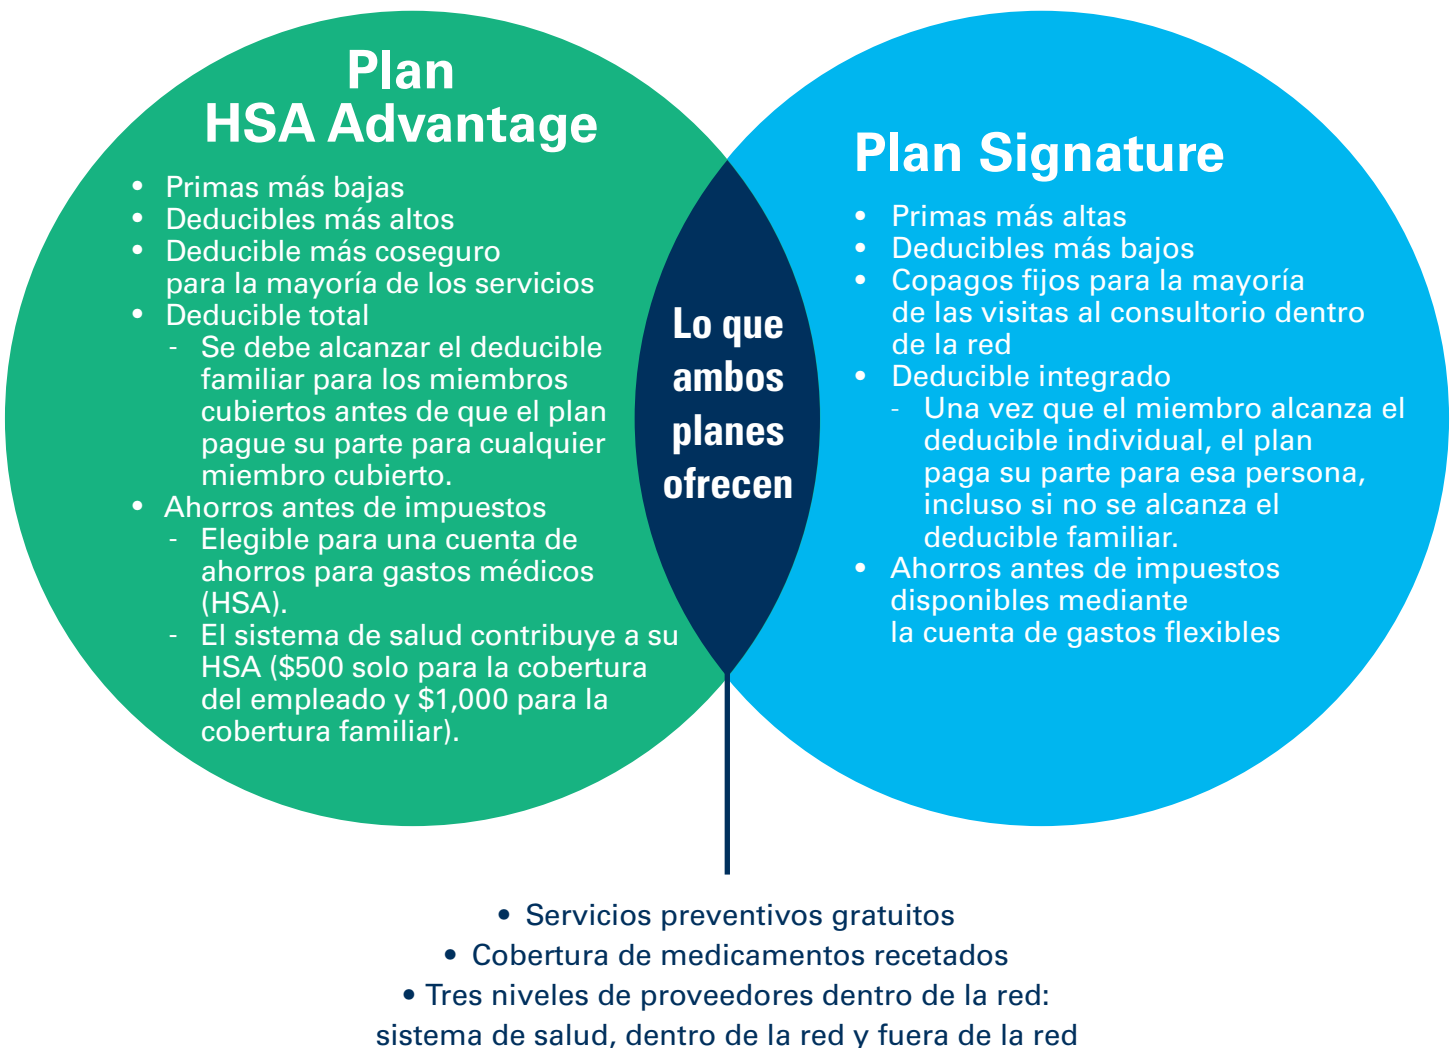 Plan
HSA Advantage
• Primas más bajas
• Deducibles más altos
• Deducible más coseguro
para la mayoría de los servicios
• Deducible total
- Se debe alcanzar el deducible
familiar para los miembros
cubiertos antes de que el plan
pague su parte para cualquier
miembro cubierto.
• Ahorros antes de impuestos
- Elegible para una cuenta de
ahorros para gastos médicos
(HSA).
- El sistema de salud contribuye a su
HSA ($500 solo para la cobertura
del empleado y $1,000 para la
cobertura familiar).
Lo que
ambos
planes
ofrecen
Plan Signature
• Primas más altas
• Deducibles más bajos
• Copagos fijos para la mayoría
de las visitas al consultorio dentro
de la red
• Deducible integrado
- Una vez que el miembro alcanza el
deducible individual, el plan
paga su parte para esa persona,
incluso si no se alcanza el
deducible familiar.
• Ahorros antes de impuestos
disponibles mediante
la cuenta de gastos flexibles
• Servicios preventivos gratuitos
• Cobertura de medicamentos recetados
• Tres niveles de proveedores dentro de la red:
sistema de salud, dentro de la red y fuera de la red